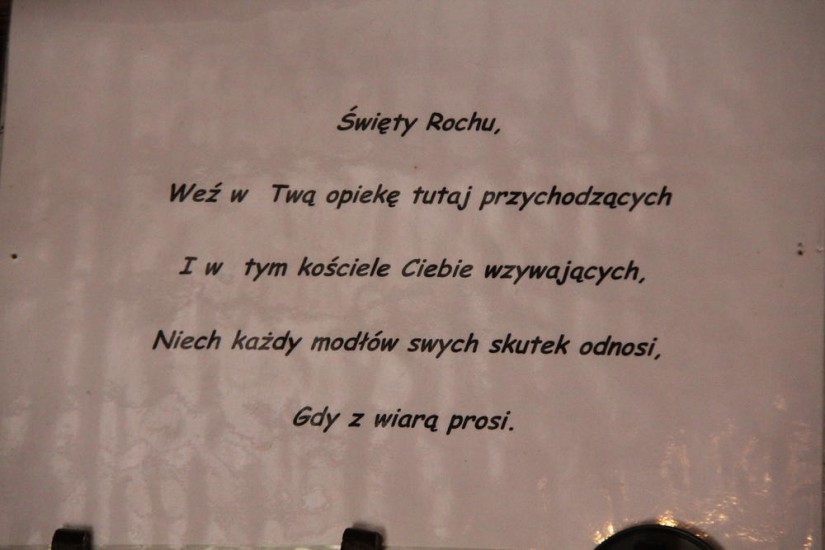 Święty Rochu,
Weź w Twą opiekę tutaj przychodzących
I w tym kościele Ciebie wzywających,
Niech każdy modłów swych skutek odnosi,
Gdy z wiarą prosi.